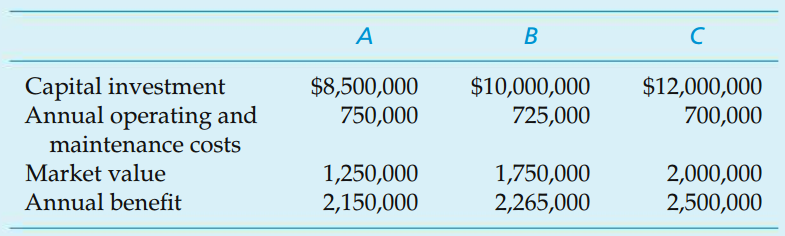 A B C
Capital investment $8,500,000 $10,000,000 $12,000,000
Annual operating and 750,000 725,000 700,000
maintenance costs
Market value 1,250,000 1,750,000 2,000,000
Annual benefit 2,150,000 2,265,000 2,500,000